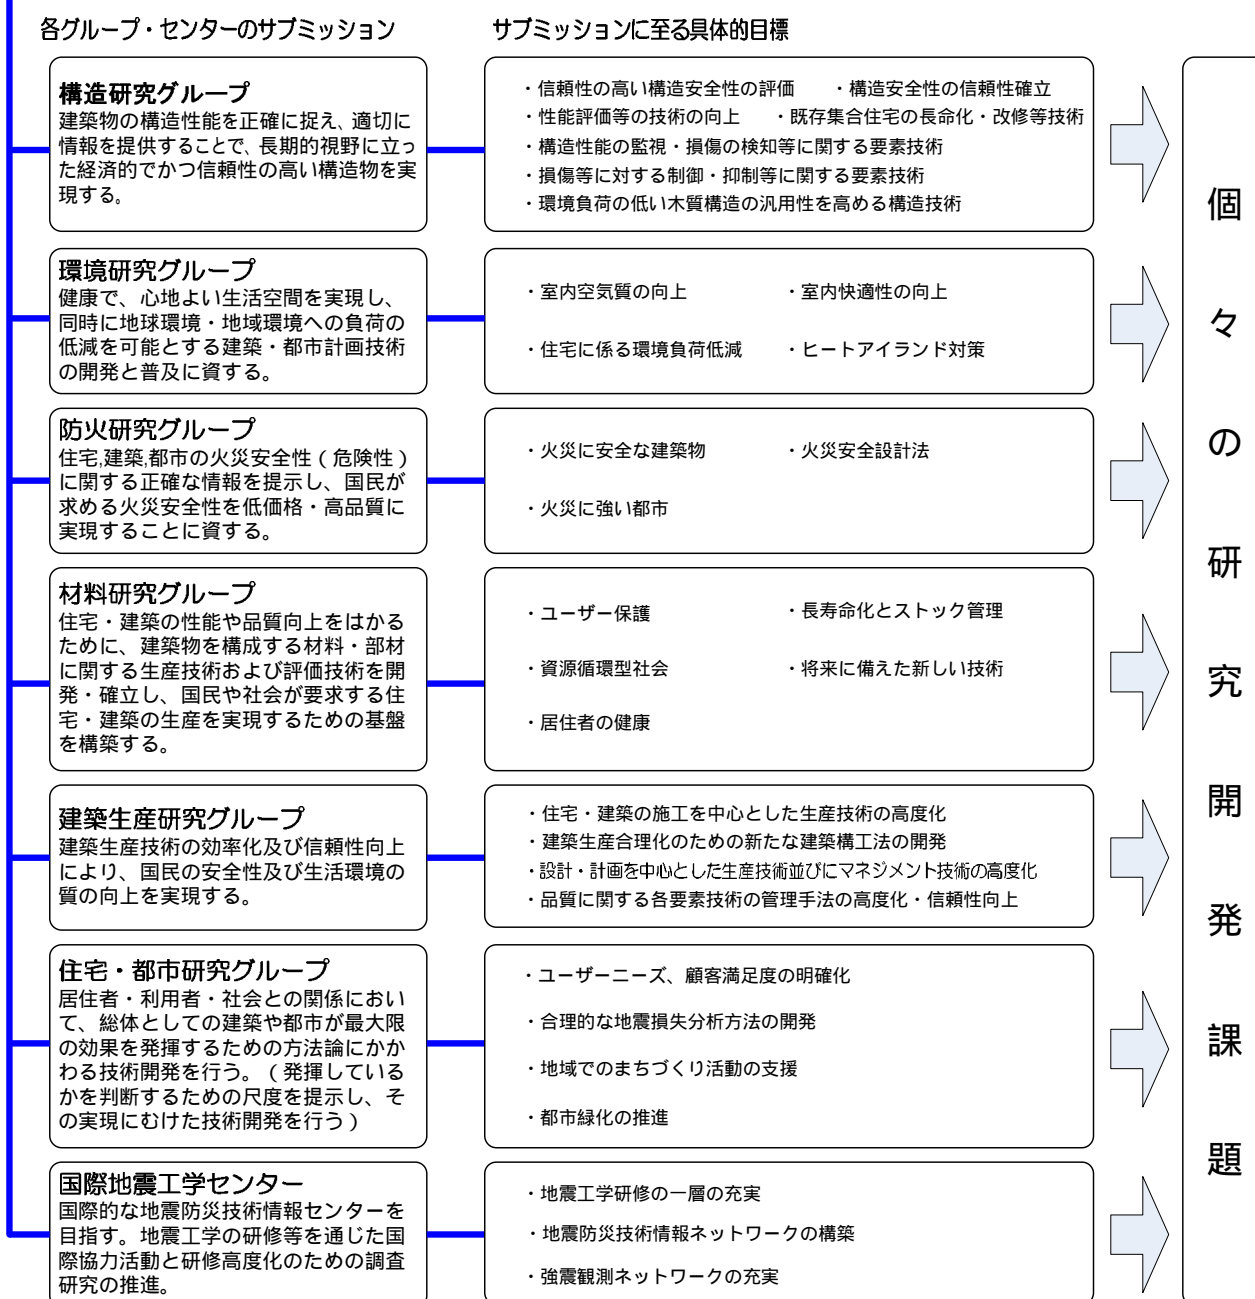 各グループ・センターのサブミッション
サブミッションに至る具体的目標
構造研究グループ
建築物の構造性能を正確に捉え、適切に
情報を提供することで、長期的視野に立っ
た経済的でかつ信頼性の高い構造物を実
現する。
・信頼性の高い構造安全性の評価 ・構造安全性の信頼性確立
・性能評価等の技術の向上 ・既存集合住宅の長命化・改修等技術
・構造性能の監視・損傷の検知等に関する要素技術
・損傷等に対する制御・抑制等に関する要素技術
・環境負荷の低い木質構造の汎用性を高める構造技術
環境研究グループ
健康で、心地よい生活空間を実現し、
同時に地球環境・地域環境への負荷の
低減を可能とする建築・都市計画技術
の開発と普及に資する。
・室内空気質の向上 ・室内快適性の向上
・住宅に係る環境負荷低減 ・ヒートアイランド対策
防火研究グループ
住宅,建築,都市の火災安全性（危険性）
に関する正確な情報を提示し、国民が
求める火災安全性を低価格・高品質に
実現することに資する。
・火災に安全な建築物 ・火災安全設計法
・火災に強い都市
材料研究グループ
住宅・建築の性能や品質向上をはかる
ために、建築物を構成する材料・部材
に関する生産技術および評価技術を開
発・確立し、国民や社会が要求する住
宅・建築の生産を実現するための基盤
を構築する。
・ユーザー保護 ・長寿命化とストック管理
・資源循環型社会 ・将来に備えた新しい技術
・居住者の健康
建築生産研究グループ
建築生産技術の効率化及び信頼性向上
により、国民の安全性及び生活環境の
質の向上を実現する。
・住宅・建築の施工を中心とした生産技術の高度化
・建築生産合理化のための新たな建築構工法の開発
・設計・計画を中心とした生産技術並びにマネジメント技術の高度化
・品質に関する各要素技術の管理手法の高度化・信頼性向上
住宅・都市研究グループ
居住者・利用者・社会との関係におい
て、総体としての建築や都市が最大限
の効果を発揮するための方法論にかか
わる技術開発を行う。（発揮している
かを判断するための尺度を提示し、そ
の実現にむけた技術開発を行う）
・ユーザーニーズ、顧客満足度の明確化
・合理的な地震損失分析方法の開発
・地域でのまちづくり活動の支援
・都市緑化の推進
国際地震工学センター
国際的な地震防災技術情報センターを
目指す。地震工学の研修等を通じた国
際協力活動と研修高度化のための調査
研究の推進。
・地震工学研修の一層の充実
・地震防災技術情報ネットワークの構築
・強震観測ネットワークの充実
個々の研究開発課題